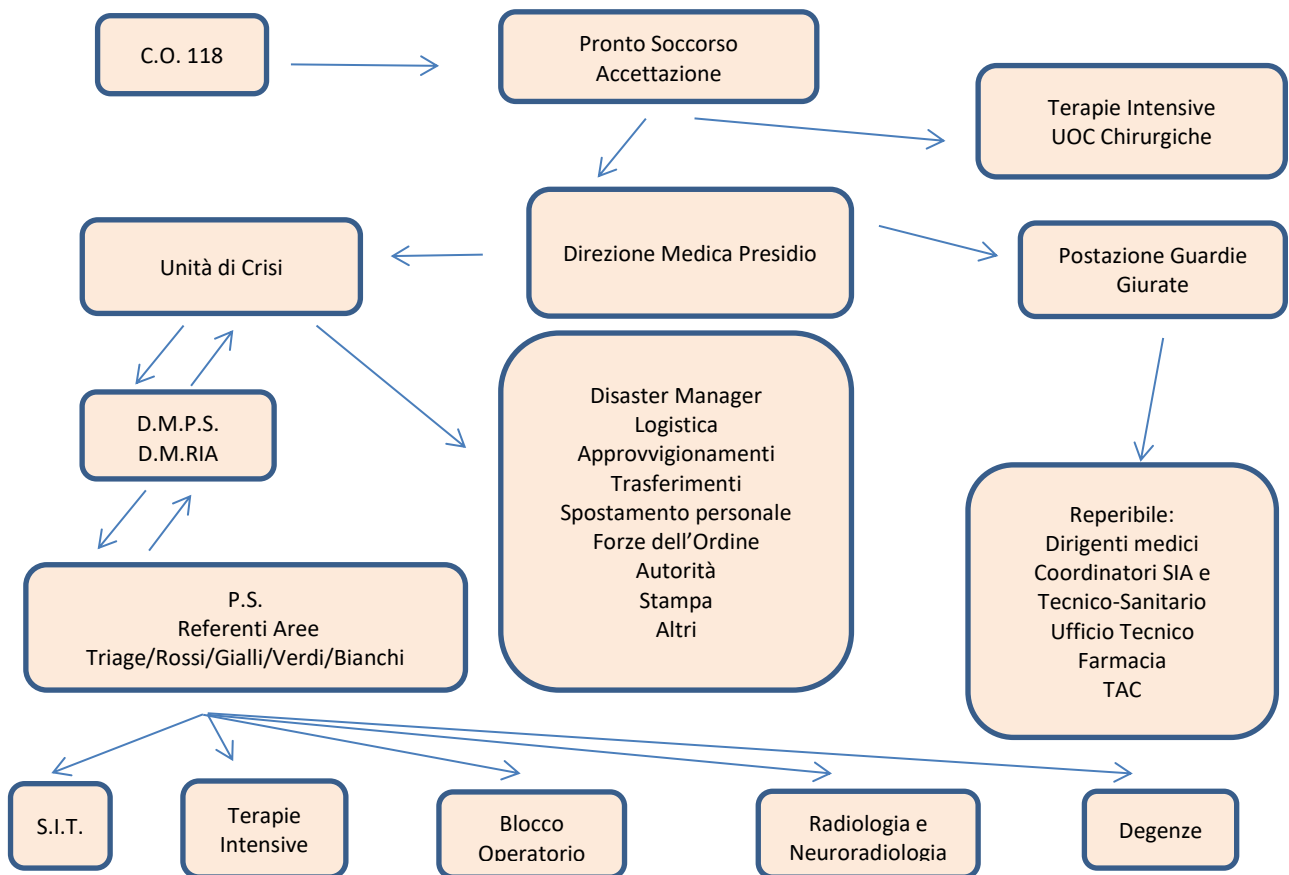 C.O. 118
Pronto Soccorso
Accettazione
Terapie Intensive
UOC Chirurgiche
Unità di Crisi
Direzione Medica Presidio
Postazione Guardie
Giurate
D.M.P.S.
D.M.RIA
Disaster Manager
Logistica
Approvvigionamenti
Trasferimenti
Spostamento personale
Forze dell’Ordine
Autorità
Stampa
Altri
Reperibile:
Dirigenti medici
Coordinatori SIA e
Tecnico-Sanitario
Ufficio Tecnico
Farmacia
TAC
P.S.
Referenti Aree
Triage/Rossi/Gialli/Verdi/Bianchi
S.I.T.
Terapie
Intensive
Blocco
Operatorio
Radiologia e
Neuroradiologia
Degenze